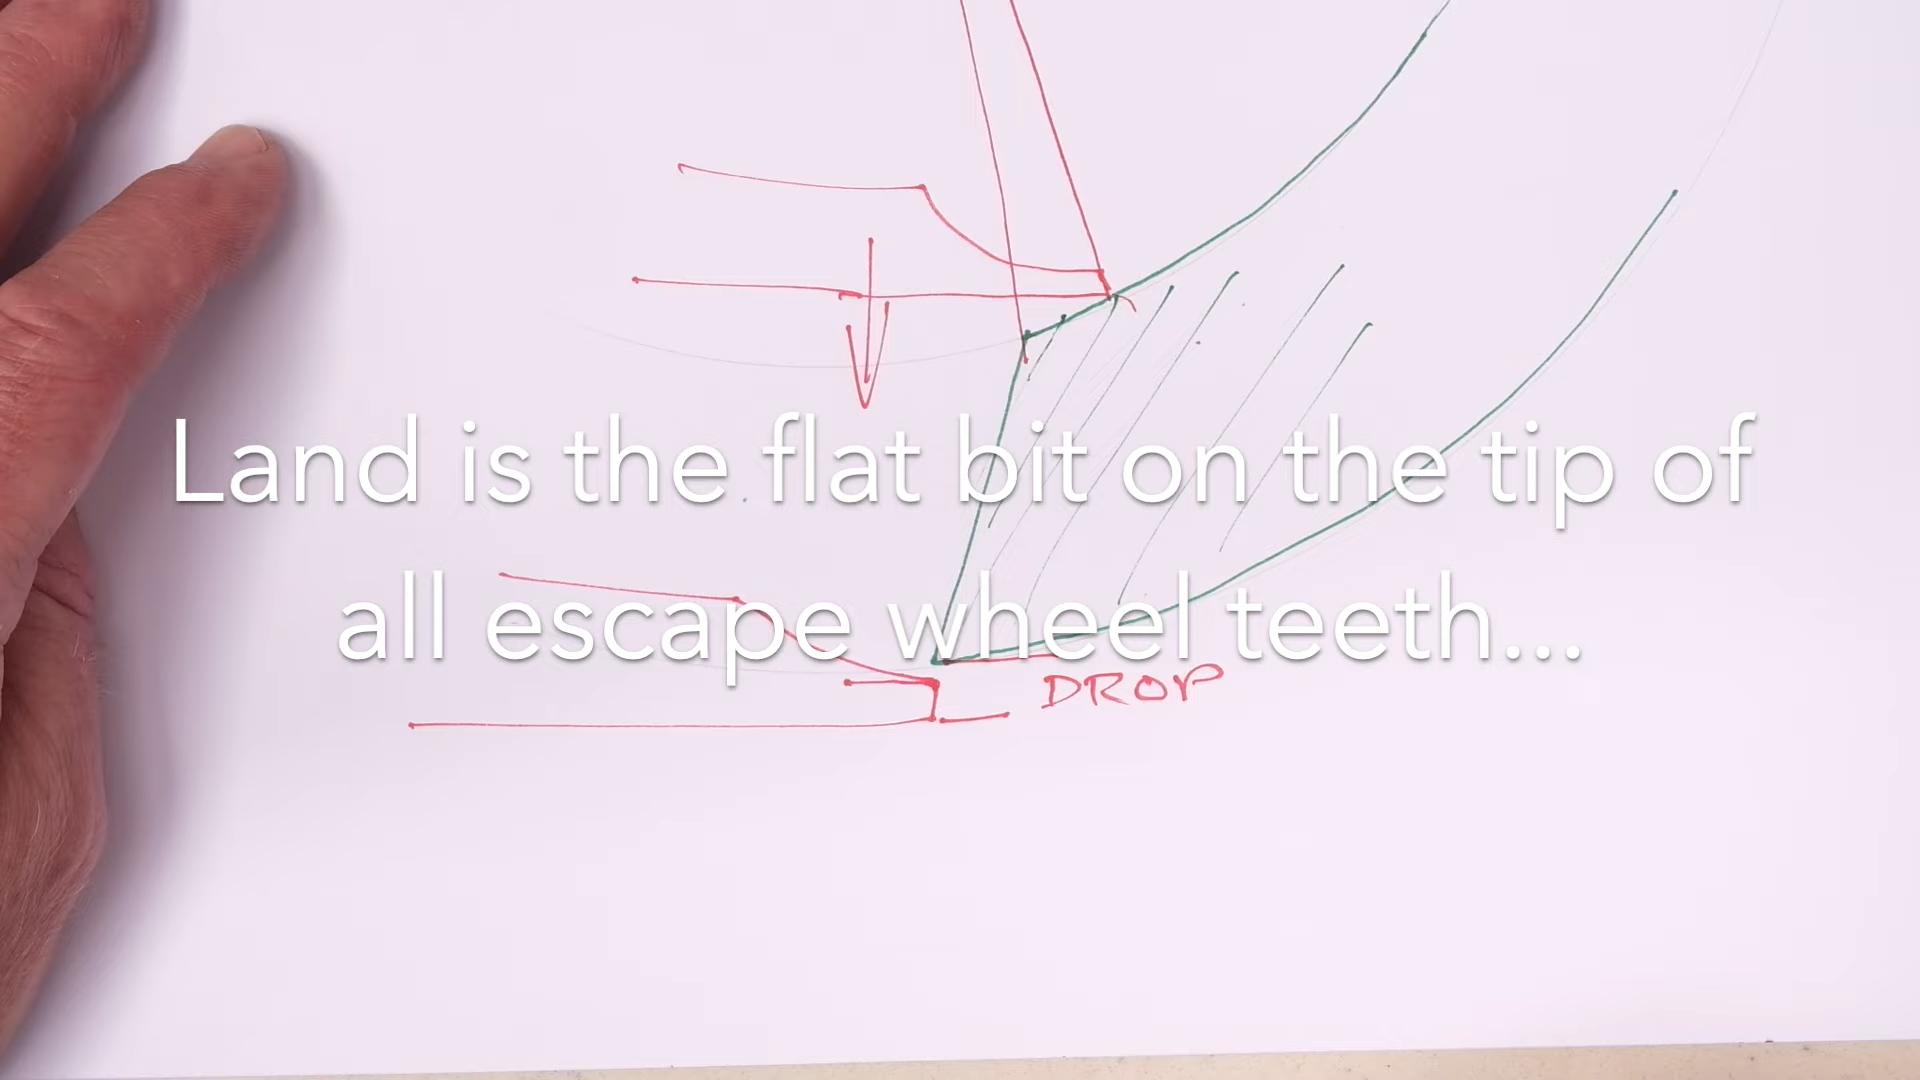 Land is the flat bit on the tip of
all escape wheel teeth...
DROP